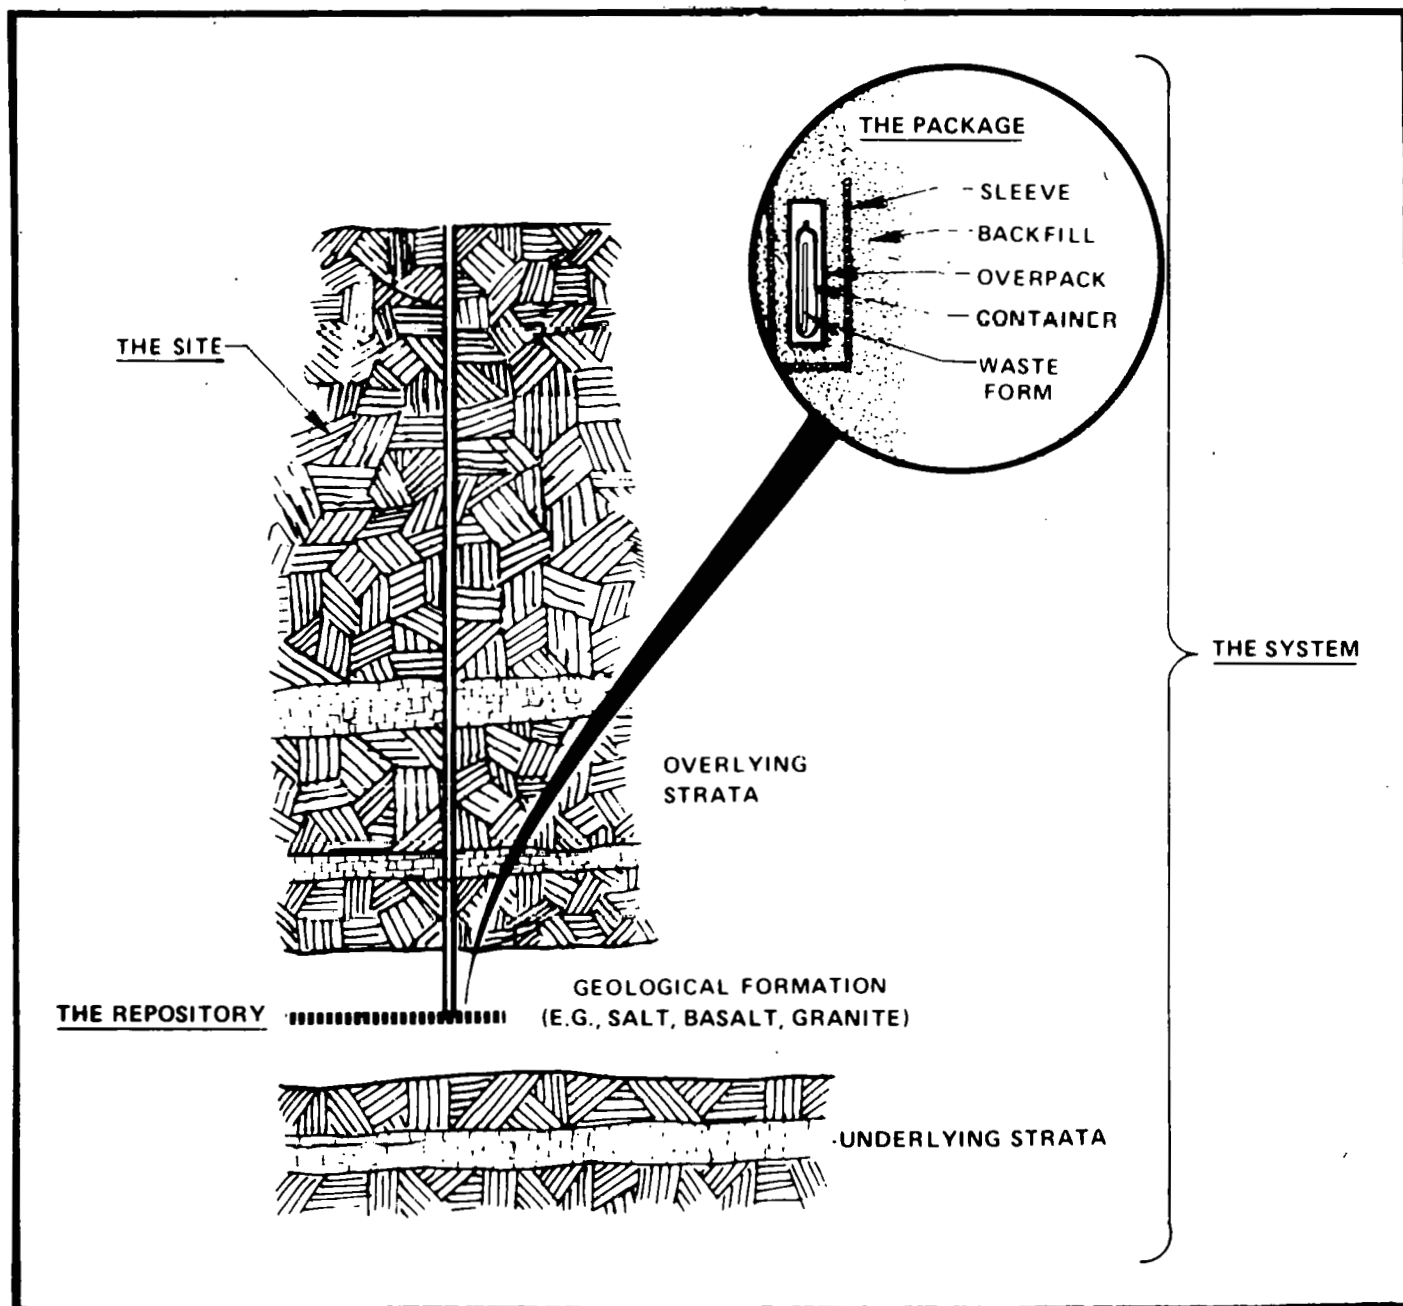 THE PACKAGE
SLEEVE
BACKFILL
OVERPACK
CONTAINER
WASTE
FORM
THE SITE
THE SYSTEM
OVERLYING
STRATA
GEOLOGICAL FORMATION
(E.G., SALT, BASALT, GRANITE)
THE REPOSITORY
UNDERLYING STRATA